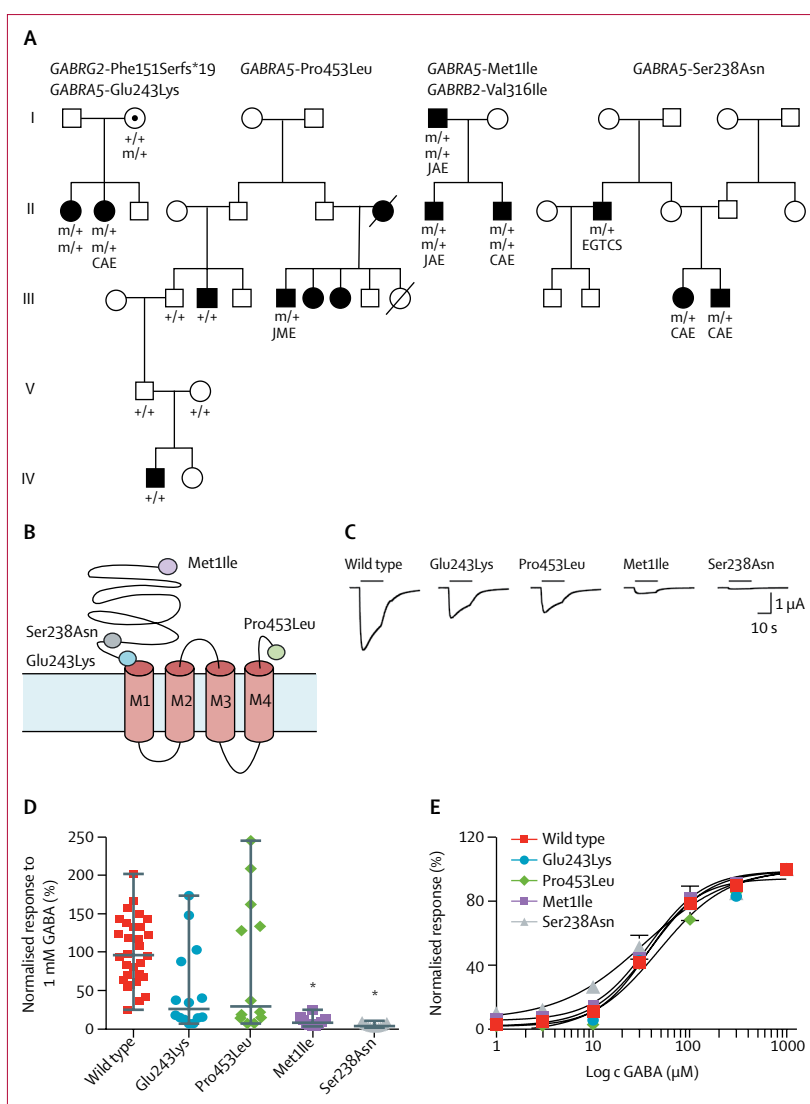 A
GABRG2-Phe151Serfs*19
GABRA5-Glu243Lys
GABRA5-Pro453Leu
GABRA5-Met1Ile
GABRB2-Val316Ile
GABRA5-Ser238Asn
I
+/+
m/+
m/+
m/+
JAE
II
m/+
m/+
m/+
m/+
CAE
m/+
m/+
JAE
m/+
m/+
CAE
m/+
EGTCS
III
+/+
+/+
m/+
JME
m/+
CAE
m/+
CAE
V
+/+
+/+
IV
+/+
B
Met1Ile
Ser238Asn
Glu243Lys
Pro453Leu
M1 M2 M3 M4
C
Wild type Glu243Lys Pro453Leu Met1Ile Ser238Asn
1 µA
10 s
D
Normalised response to
1 mM GABA (%)
250
200
150
100
50
0
* *
Wild type Glu243Lys Pro453Leu Met1Ile Ser238Asn
E
Normalised response (%)
120
80
40
0
Wild type
Glu243Lys
Pro453Leu
Met1Ile
Ser238Asn
1 10 100 1000
Log c GABA (µM)